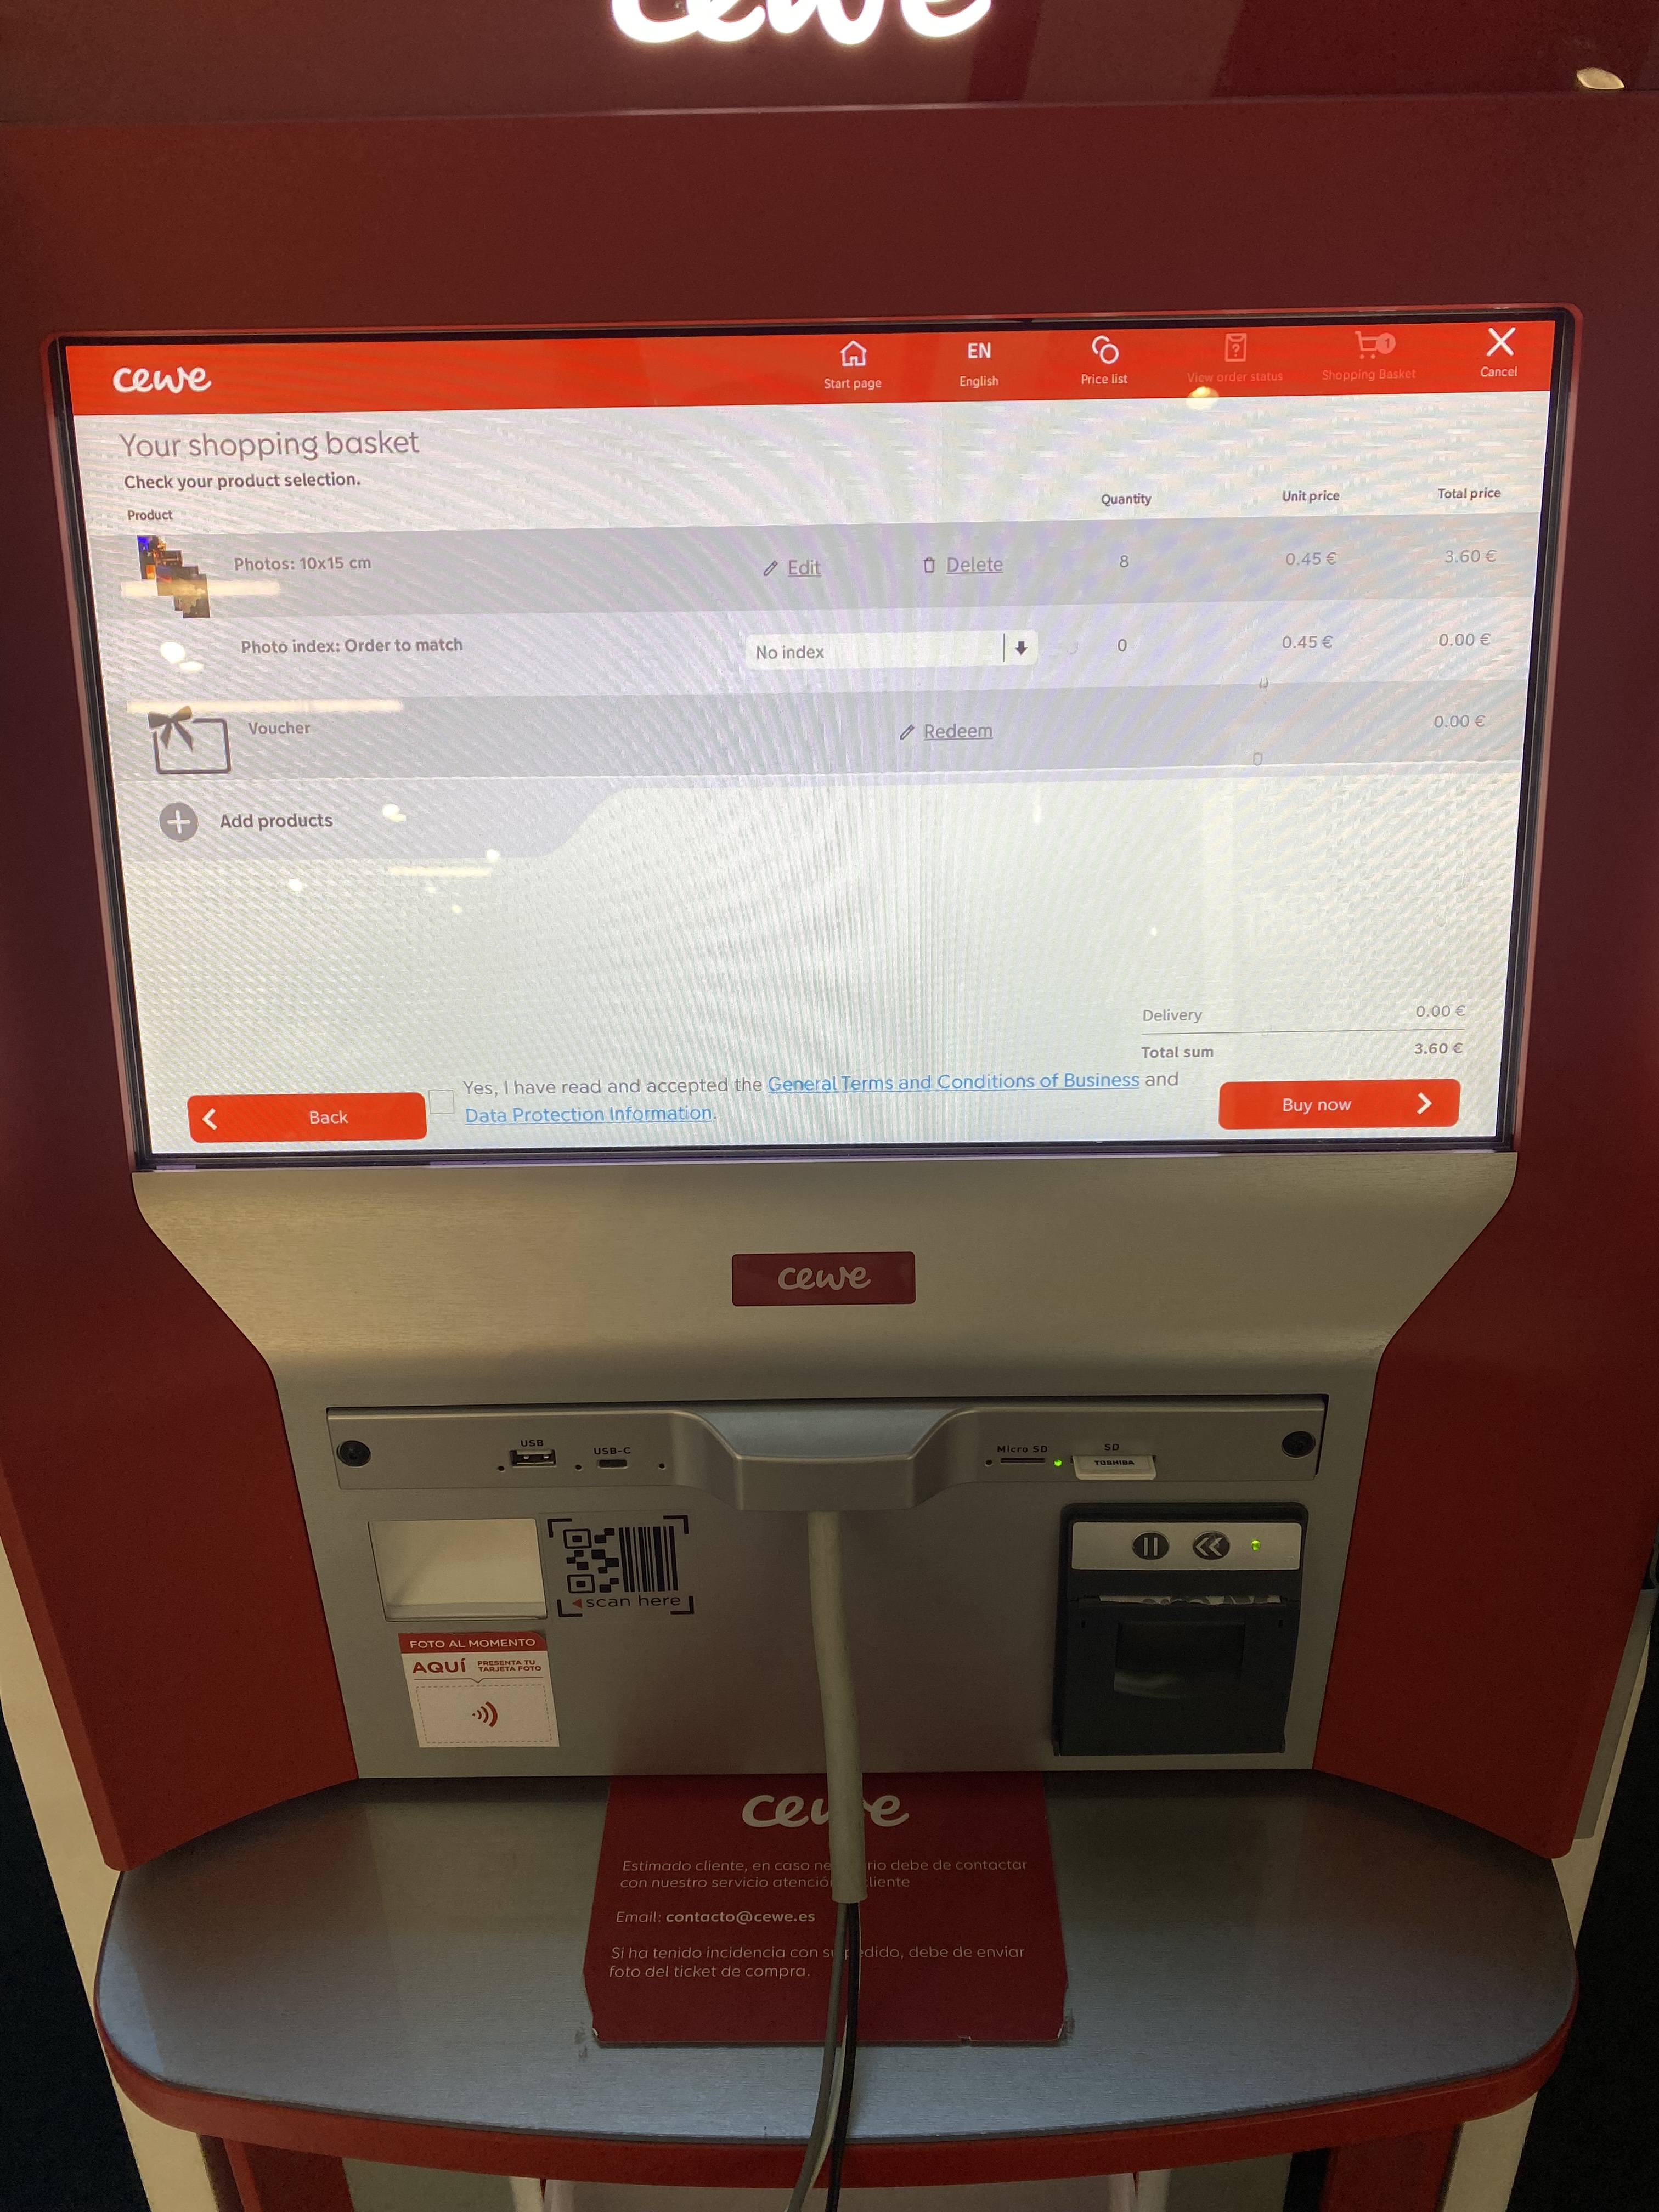 cewe
cewe
Start page
EN
English
Price list
?
View order status
1
Shopping Basket
Cancel
Your shopping basket
Check your product selection.
Product
Quantity
Unit price
Total price
Photos: 10x15 cm
Edit
Delete
8
0.45 €
3.60 €
Photo index: Order to match
No index
0
0.45 €
0.00 €
Voucher
Redeem
0.00 €
Add products
Delivery
0.00 €
Total sum
3.60 €
Yes, I have read and accepted the General Terms and Conditions of Business and
Data Protection Information.
Back
Buy now
cewe
USB
USB-C
Micro SD
SD
TOSHIBA
scan here
FOTO AL MOMENTO
AQUÍ
PRESENTA TU
TARJETA FOTO
cewe
Estimado cliente, en caso debe de contactar
con nuestro servicio
Email: contacto@cewe.es
Si ha tenido incidencia con debe de enviar
foto del ticket de compra.